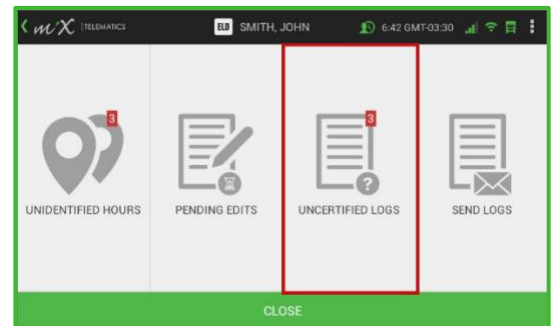 miX |TELEMATICS ELD SMITH, JOHN 6:42 GMT-03:30
3 3
?
UNIDENTIFIED HOURS PENDING EDITS UNCERTIFIED LOGS SEND LOGS
CLOSE